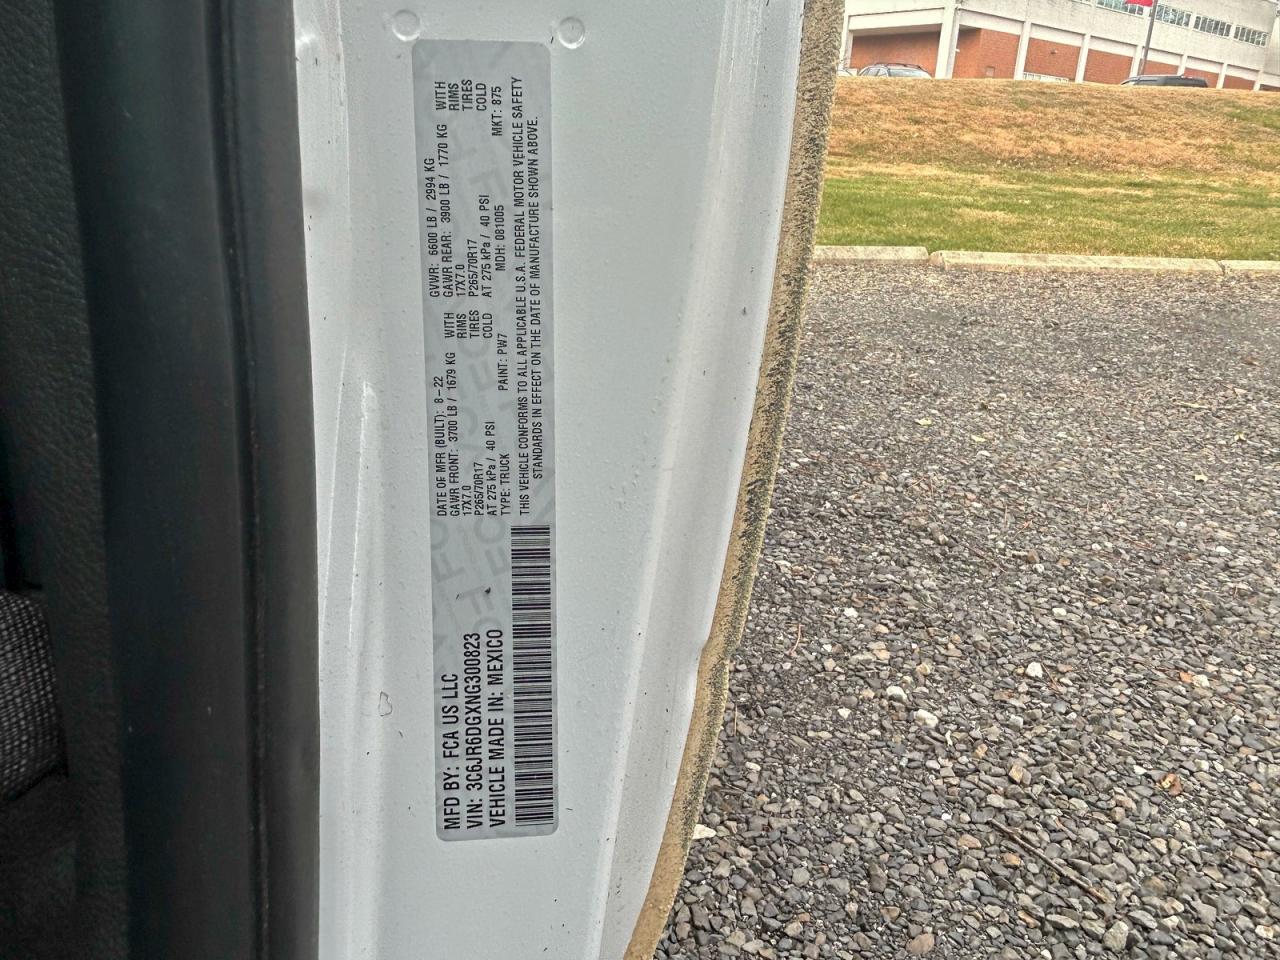 MFD BY: FCA US LLC
VIN: 3C6JR6DGXNG300823
VEHICLE MADE IN: MEXICO
DATE OF MFR (BUILT): 8-22 GVWR: 6600 LB / 2994 KG
GAWR FRONT: 3700 LB / 1679 KG WITH GAWR REAR: 3900 LB / 1770 KG WITH
17X7.0 RIMS 17X7.0 RIMS
P265/70R17 TIRES P265/70R17 TIRES
AT 275 kPa / 40 PSI COLD AT 275 kPa / 40 PSI COLD
TYPE: TRUCK PAINT: PW7 MDH: 081005 MKT: 875
THIS VEHICLE CONFORMS TO ALL APPLICABLE U.S.A. FEDERAL MOTOR VEHICLE SAFETY
STANDARDS IN EFFECT ON THE DATE OF MANUFACTURE SHOWN ABOVE.